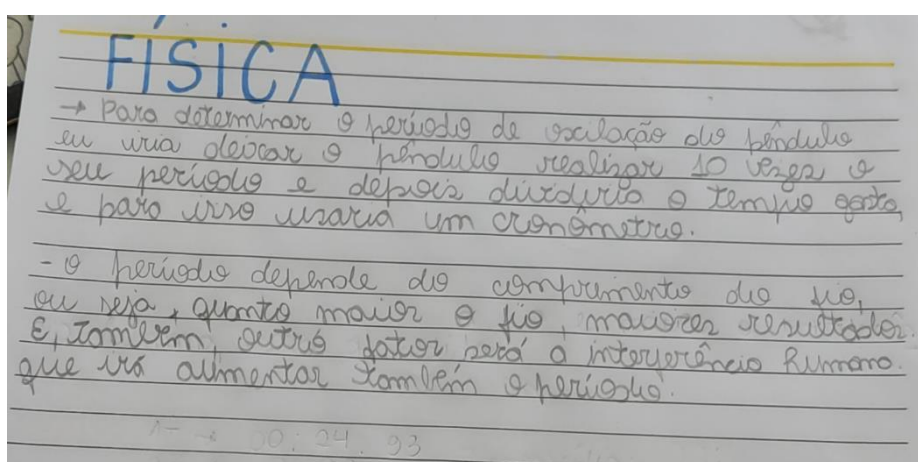 FÍSICA
→ Para determinar o período de oscilação do pêndulo
eu iria deixar o pêndulo realizar 10 vezes o
seu período e depois dividiria o tempo gasto,
e para isso usaria um cronômetro.
- O período depende do comprimento do fio,
ou seja, quanto maior o fio, maiores resultados.
E, também, outro fator será a interferência humana.
que irá aumentar também o período.
00:24.93